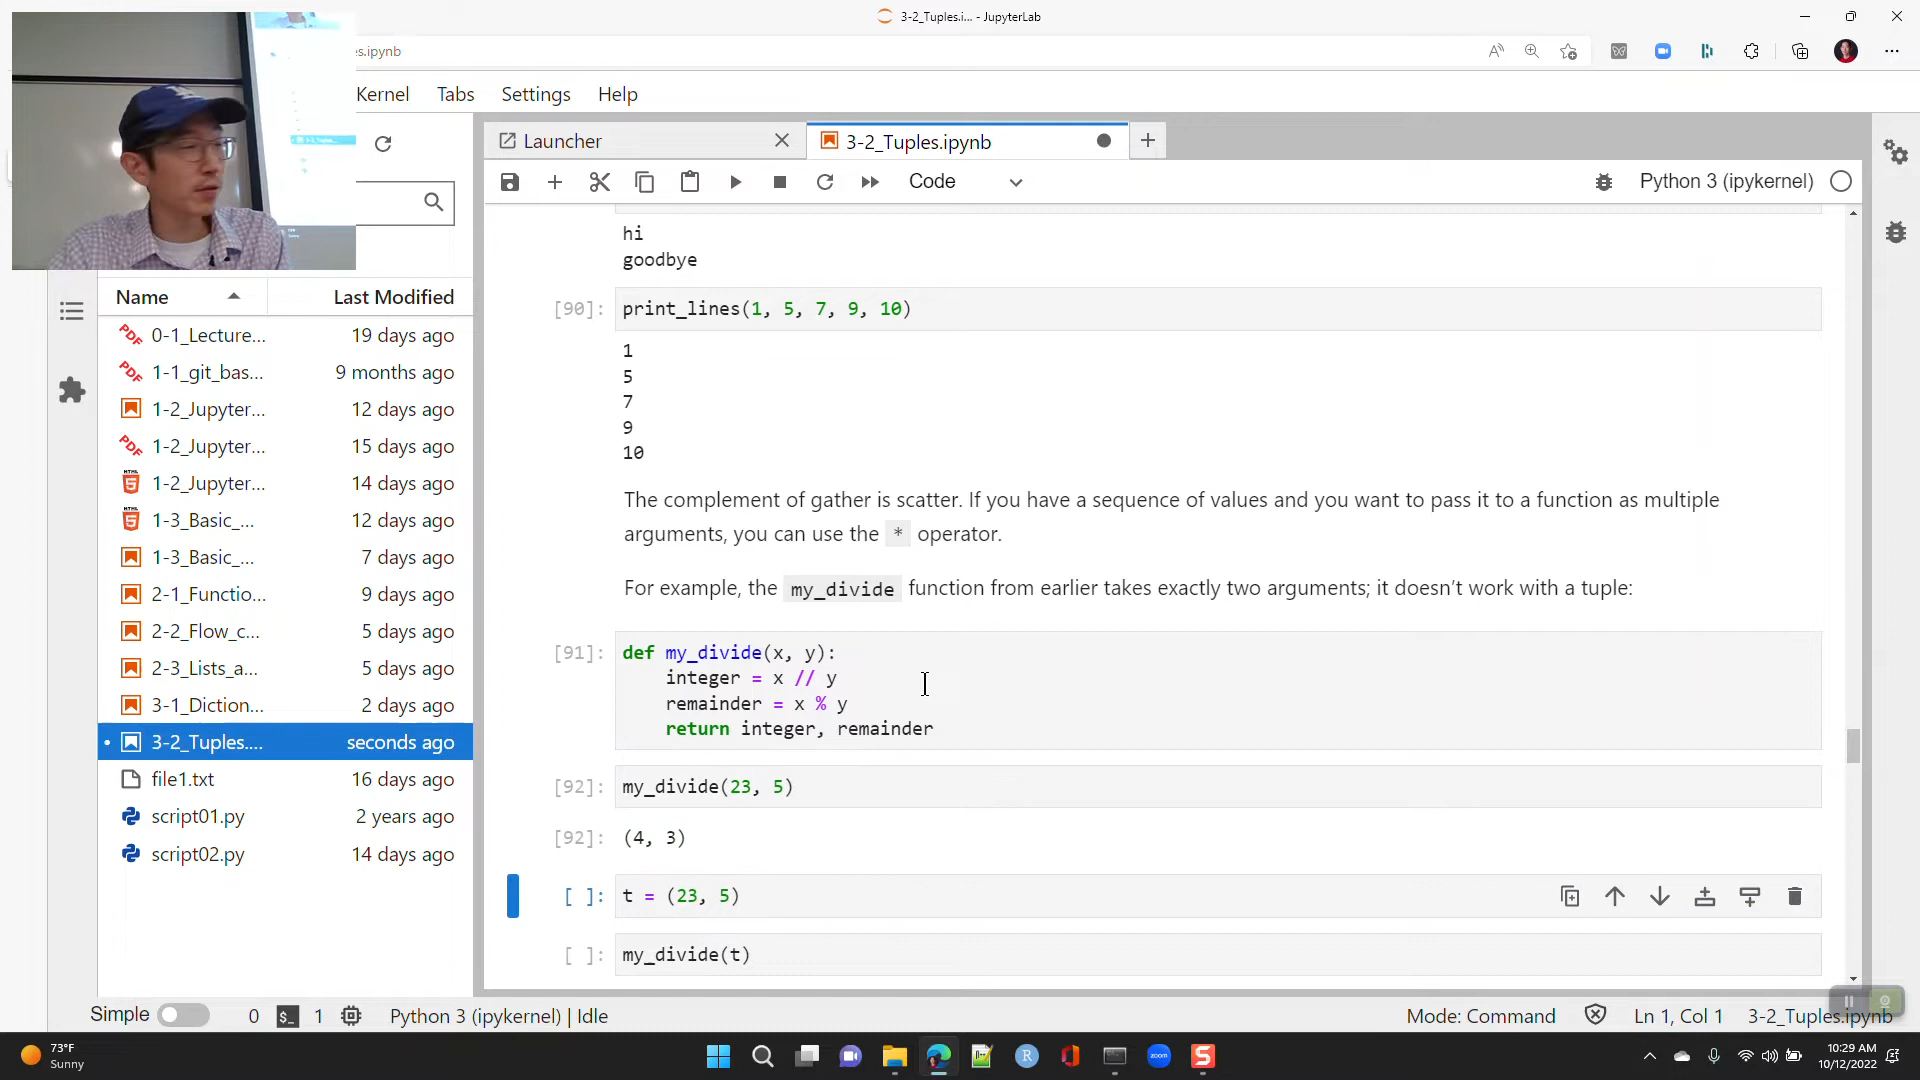 3-2_Tuples.i... - JupyterLab
es.ipynb
Kernel Tabs Settings Help
Launcher
3-2_Tuples.ipynb
Code
Python 3 (ipykernel)
Name Last Modified
0-1_Lecture... 19 days ago
1-1_git_bas... 9 months ago
1-2_Jupyter... 12 days ago
1-2_Jupyter... 15 days ago
1-2_Jupyter... 14 days ago
1-3_Basic_... 12 days ago
1-3_Basic_... 7 days ago
2-1_Functio... 9 days ago
2-2_Flow_c... 5 days ago
2-3_Lists_a... 5 days ago
3-1_Diction... 2 days ago
3-2_Tuples.... seconds ago
file1.txt 16 days ago
script01.py 2 years ago
script02.py 14 days ago
hi
goodbye
[90]: print_lines(1, 5, 7, 9, 10)
1
5
7
9
10
The complement of gather is scatter. If you have a sequence of values and you want to pass it to a function as multiple
arguments, you can use the * operator.
For example, the my_divide function from earlier takes exactly two arguments; it doesn't work with a tuple:
[91]: def my_divide(x, y):
    integer = x // y
    remainder = x % y
    return integer, remainder
[92]: my_divide(23, 5)
[92]: (4, 3)
[ ]: t = (23, 5)
[ ]: my_divide(t)
Simple 0 $_ 1 Python 3 (ipykernel) | Idle
Mode: Command Ln 1, Col 1 3-2_Tuples.ipynb
73°F
Sunny
10:29 AM
10/12/2022